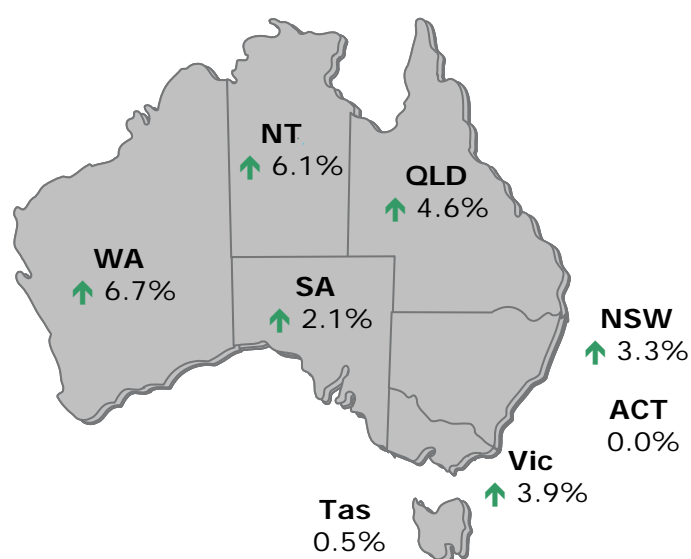 NT
6.1%
QLD
4.6%
WA
6.7%
SA
2.1%
NSW
3.3%
ACT
0.0%
Vic
3.9%
Tas
0.5%